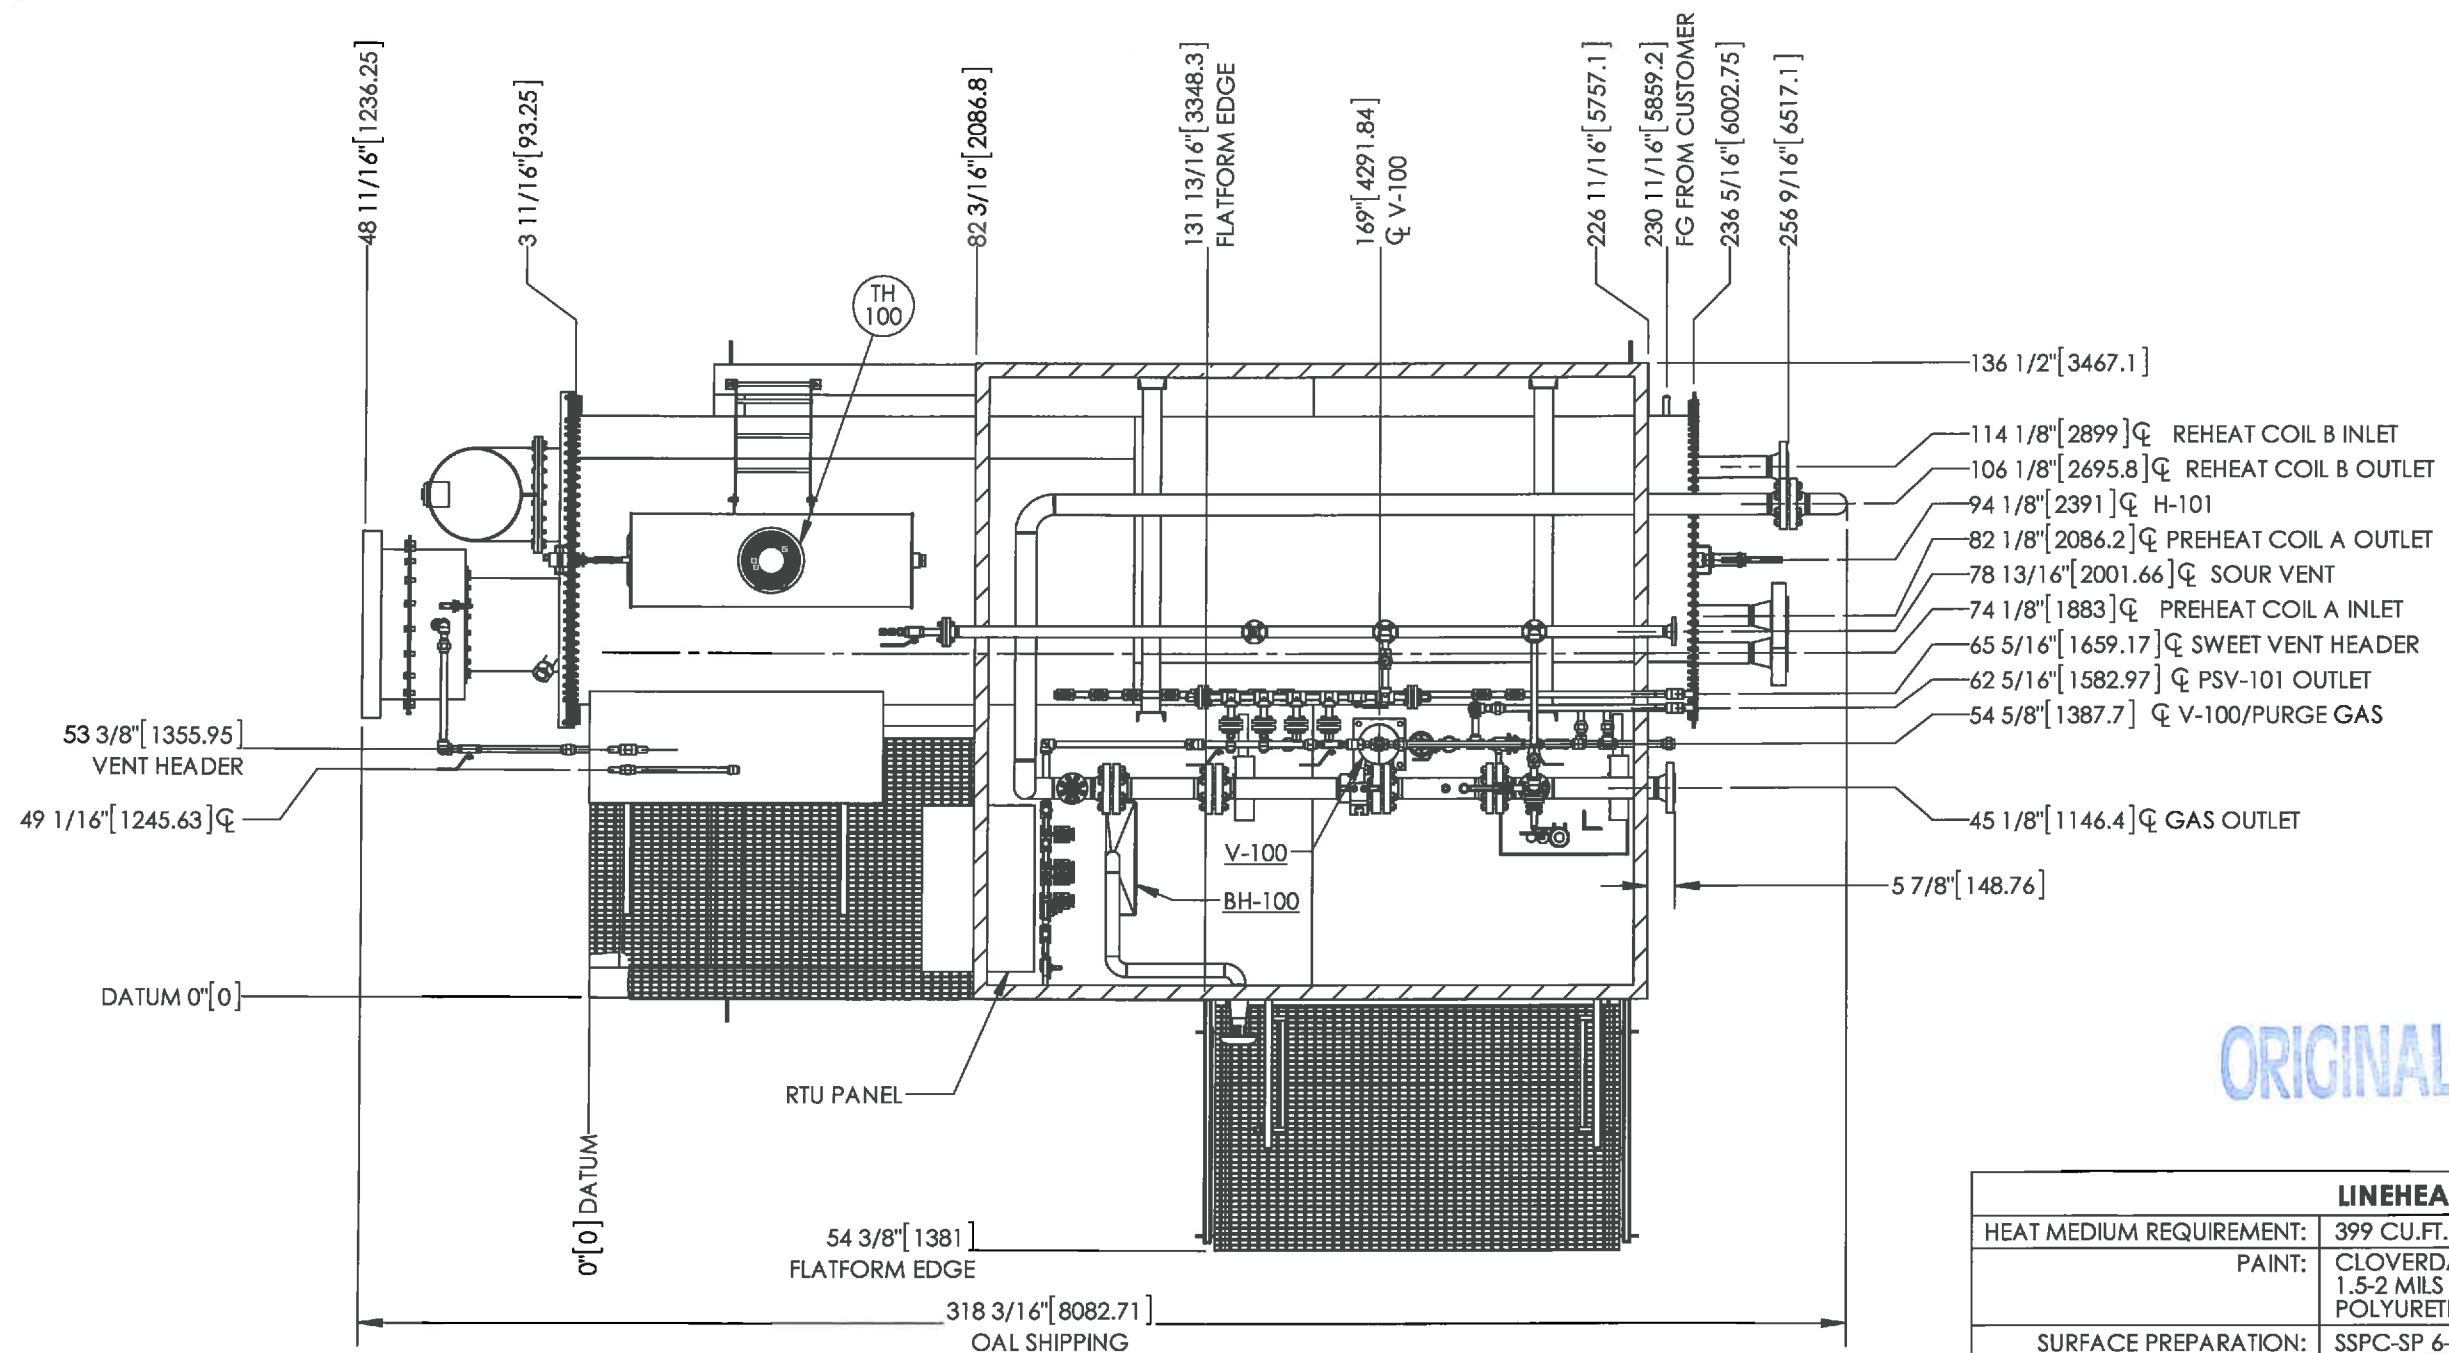 48 11/16"[1236.25]
3 11/16"[93.25]
82 3/16"[2086.8]
131 13/16"[3348.3]
FLATFORM EDGE
169"[4291.84]
℄ V-100
226 11/16"[5757.1]
230 11/16"[5859.2]
FG FROM CUSTOMER
236 5/16"[6002.75]
256 9/16"[6517.1]
TH
100
136 1/2"[3467.1]
114 1/8"[2899]℄ REHEAT COIL B INLET
106 1/8"[2695.8]℄ REHEAT COIL B OUTLET
94 1/8"[2391]℄ H-101
82 1/8"[2086.2]℄ PREHEAT COIL A OUTLET
78 13/16"[2001.66]℄ SOUR VENT
74 1/8"[1883]℄ PREHEAT COIL A INLET
65 5/16"[1659.17]℄ SWEET VENT HEADER
62 5/16"[1582.97] ℄ PSV-101 OUTLET
54 5/8"[1387.7] ℄ V-100/PURGE GAS
45 1/8"[1146.4]℄ GAS OUTLET
5 7/8"[148.76]
53 3/8"[1355.95]
VENT HEADER
49 1/16"[1245.63]℄
V-100
BH-100
DATUM 0"[0]
RTU PANEL
0"[0] DATUM
54 3/8"[1381]
FLATFORM EDGE
318 3/16"[8082.71]
OAL SHIPPING
ORIGINAL
LINEHEA
HEAT MEDIUM REQUIREMENT: 399 CU.FT.
PAINT: CLOVERDA
1.5-2 MILS
POLYURET
SURFACE PREPARATION: SSPC-SP 6-